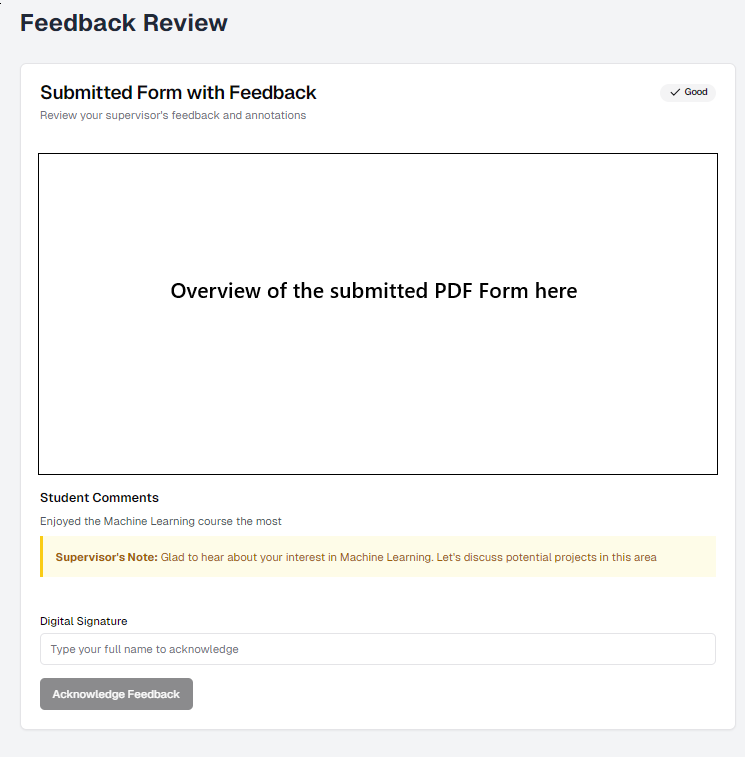 Feedback Review
Submitted Form with Feedback
Good
Review your supervisor's feedback and annotations
Overview of the submitted PDF Form here
Student Comments
Enjoyed the Machine Learning course the most
Supervisor's Note: Glad to hear about your interest in Machine Learning. Let's discuss potential projects in this area
Digital Signature
Type your full name to acknowledge
Acknowledge Feedback